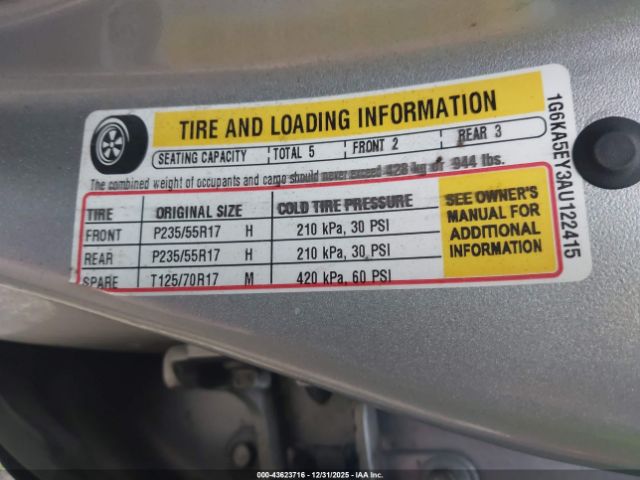 TIRE AND LOADING INFORMATION
SEATING CAPACITY TOTAL 5 FRONT 2 REAR 3
The combined weight of occupants and cargo should never exceed 428 kg or 944 lbs.
TIRE ORIGINAL SIZE COLD TIRE PRESSURE
FRONT P235/55R17 H 210 kPa, 30 PSI
REAR P235/55R17 H 210 kPa, 30 PSI
SPARE T125/70R17 M 420 kPa, 60 PSI
SEE OWNER'S
MANUAL FOR
ADDITIONAL
INFORMATION
1G6KA5EY3AU122415
000-43623716 - 12/31/2025 - IAAI.COM